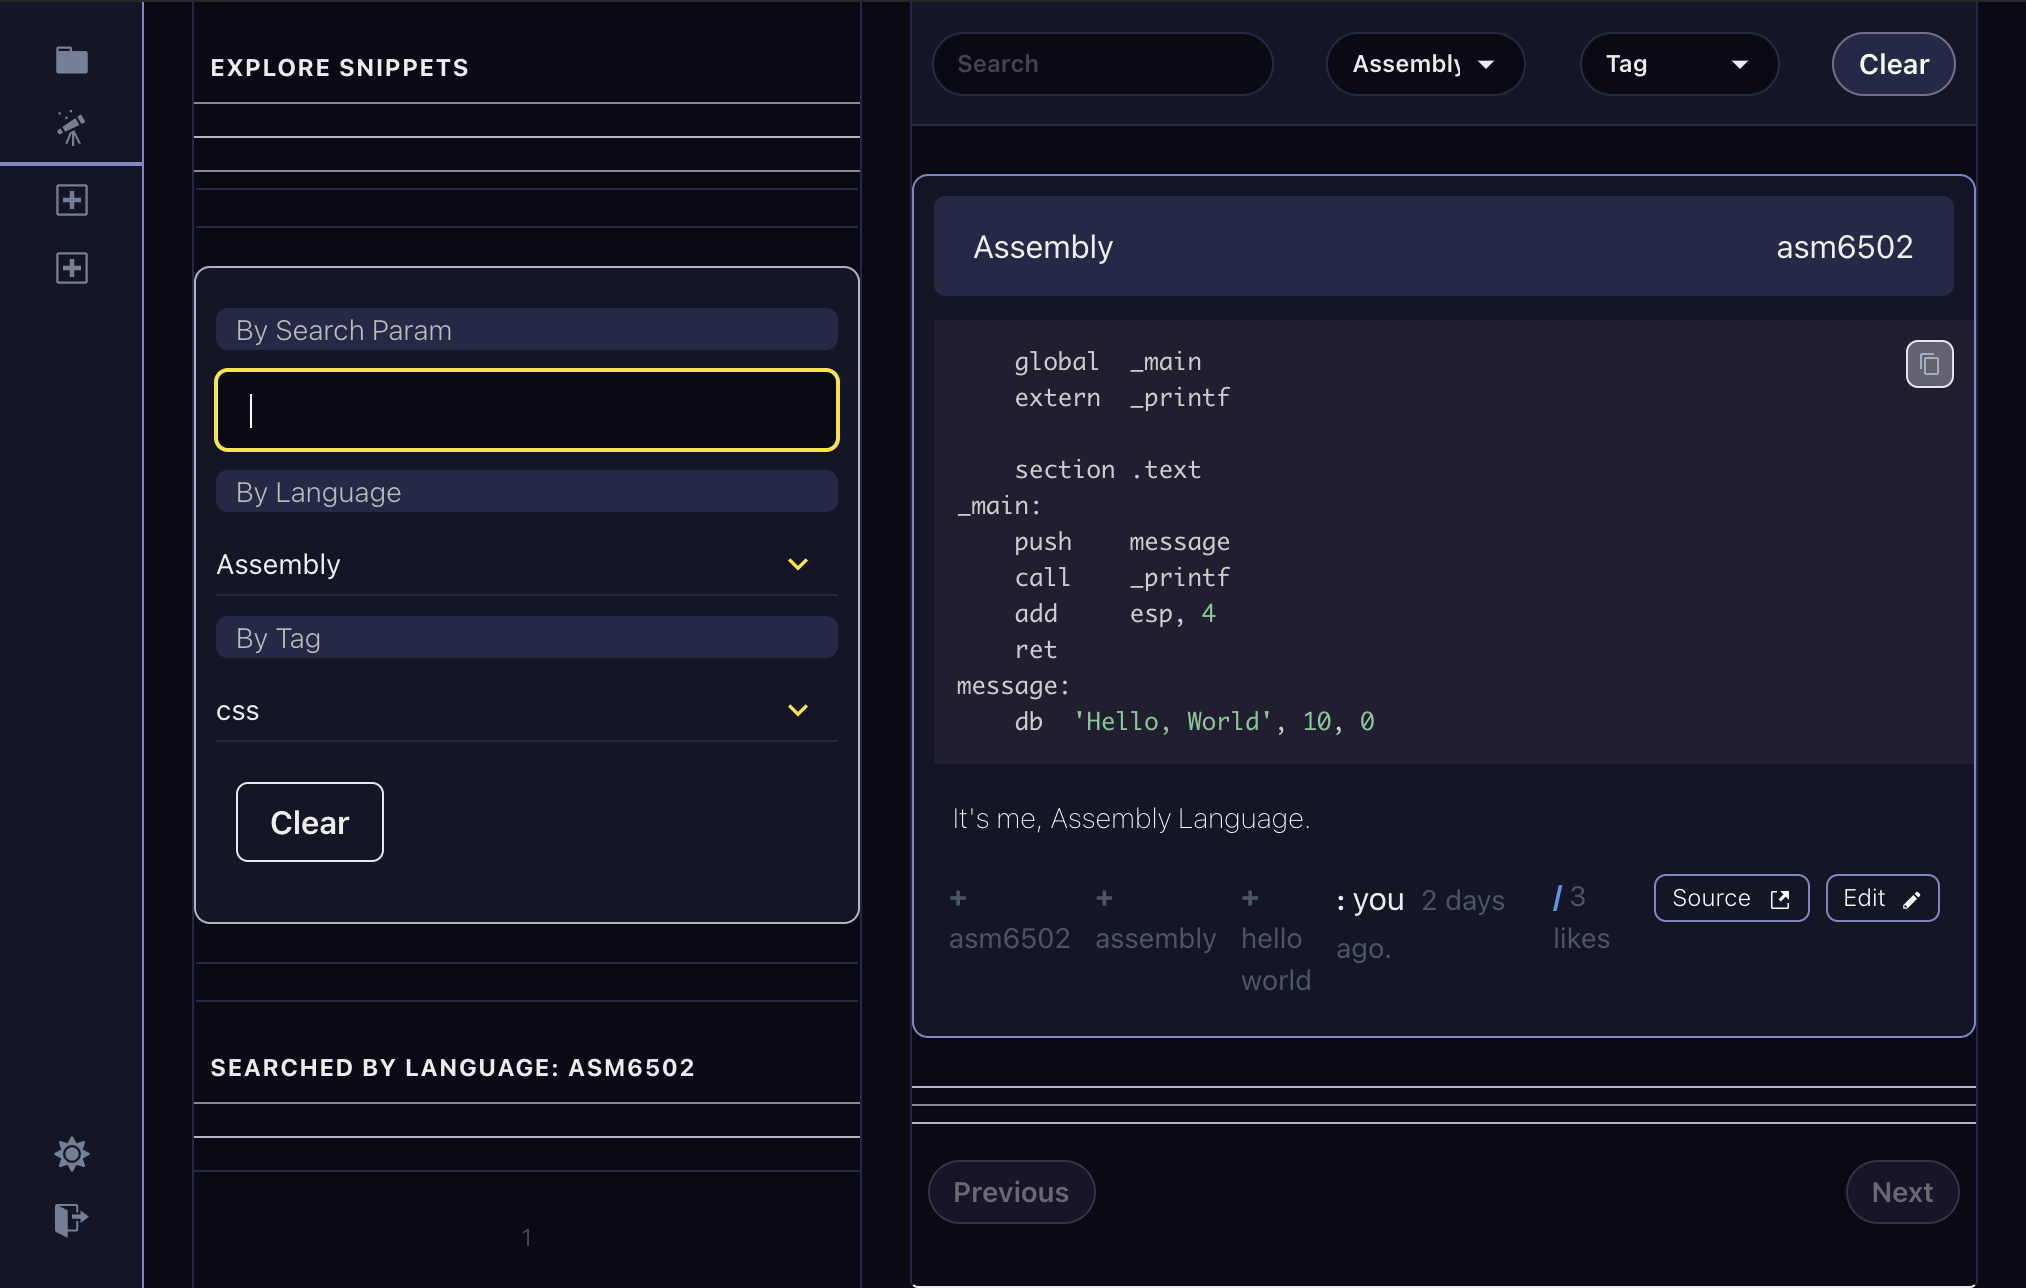 EXPLORE SNIPPETS
By Search Param
By Language
Assembly
By Tag
css
Clear
SEARCHED BY LANGUAGE: ASM6502
1
Search
Assembly
Tag
Clear
Assembly asm6502
global _main
extern _printf
section .text
_main:
push message
call _printf
add esp, 4
ret
message:
db 'Hello, World', 10, 0
It's me, Assembly Language.
+ asm6502
+ assembly
+ hello
world
: you 2 days
ago.
/ 3
likes
Source
Edit
Previous
Next